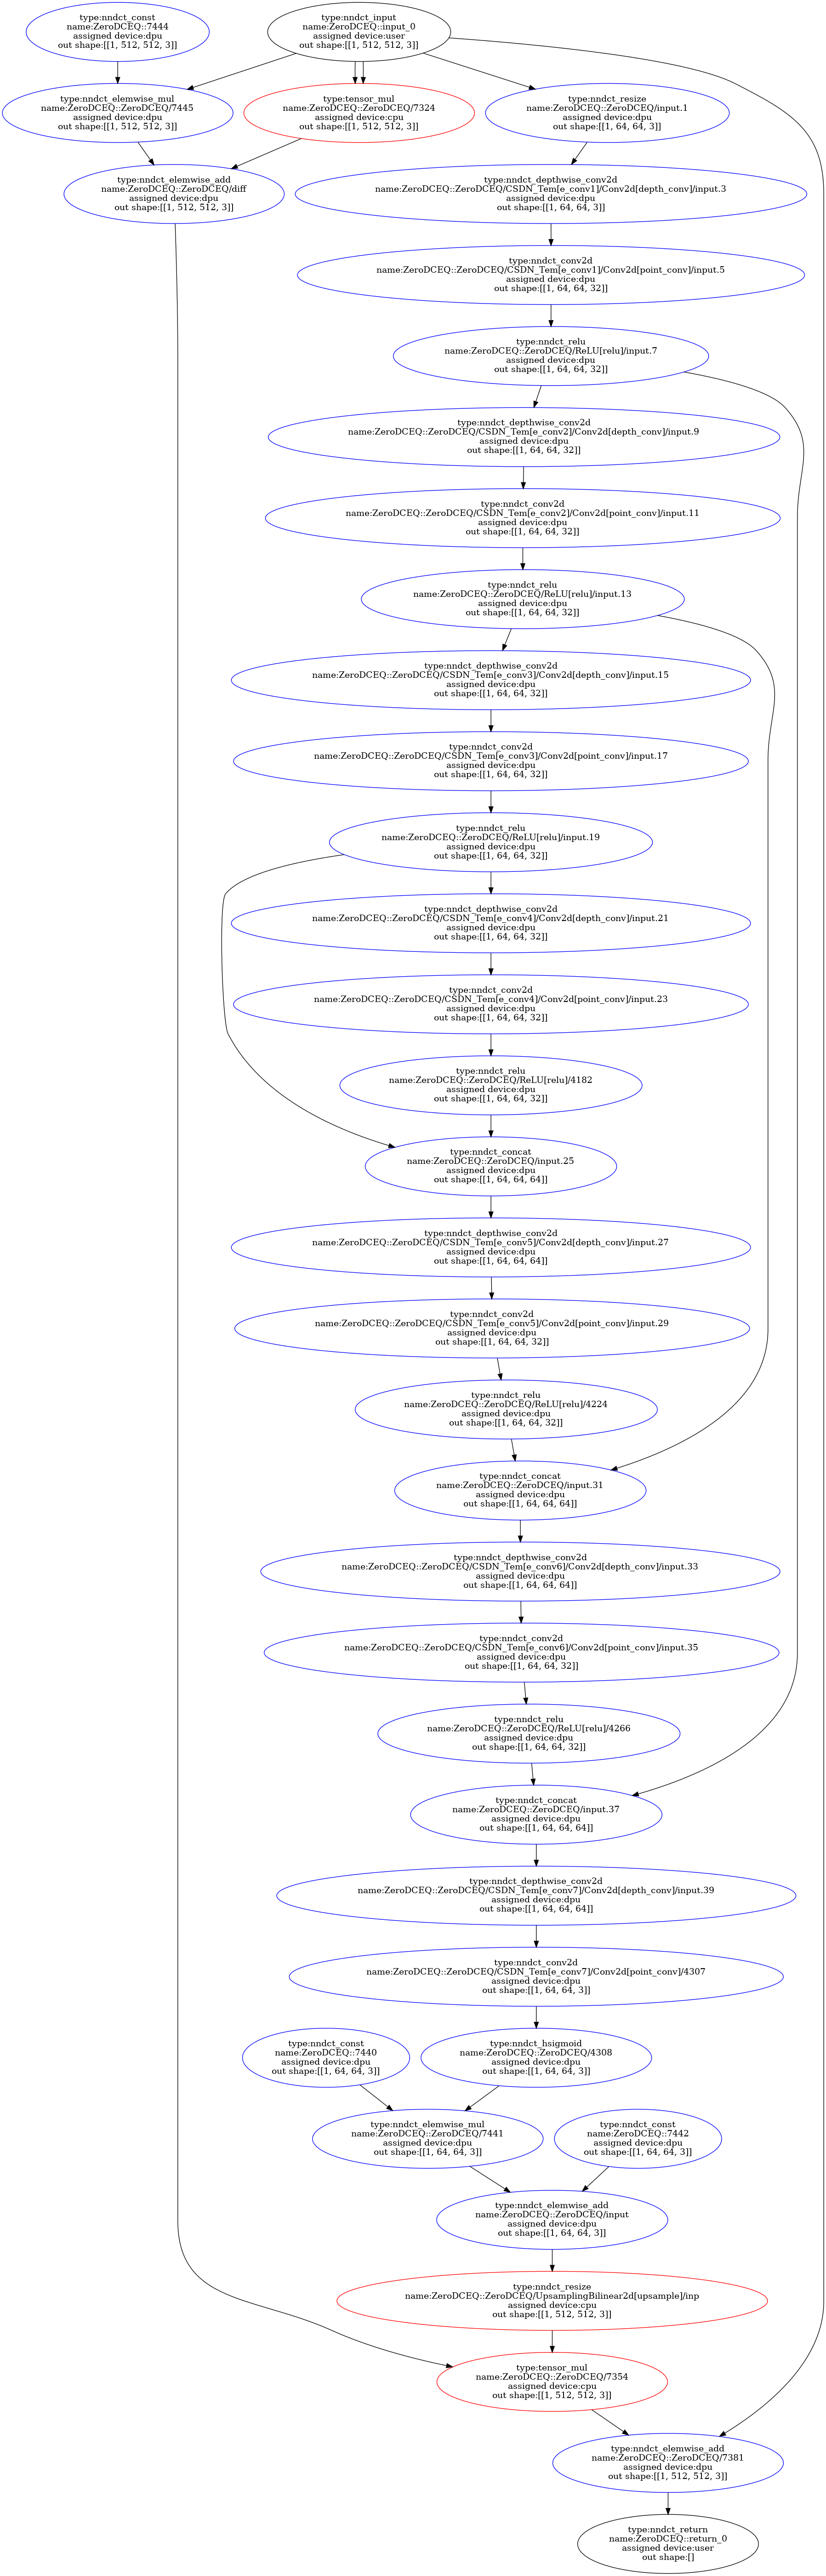 type:nndct_const
name:ZeroDCEQ::7444
assigned device:dpu
out shape:[[1, 512, 512, 3]]
type:nndct_input
name:ZeroDCEQ::input_0
assigned device:user
out shape:[[1, 512, 512, 3]]
type:nndct_elemwise_mul
name:ZeroDCEQ::ZeroDCEQ/7445
assigned device:dpu
out shape:[[1, 512, 512, 3]]
type:tensor_mul
name:ZeroDCEQ::ZeroDCEQ/7324
assigned device:cpu
out shape:[[1, 512, 512, 3]]
type:nndct_resize
name:ZeroDCEQ::ZeroDCEQ/input.1
assigned device:dpu
out shape:[[1, 64, 64, 3]]
type:nndct_elemwise_add
name:ZeroDCEQ::ZeroDCEQ/diff
assigned device:dpu
out shape:[[1, 512, 512, 3]]
type:nndct_depthwise_conv2d
name:ZeroDCEQ::ZeroDCEQ/CSDN_Tem[e_conv1]/Conv2d[depth_conv]/input.3
assigned device:dpu
out shape:[[1, 64, 64, 3]]
type:nndct_conv2d
name:ZeroDCEQ::ZeroDCEQ/CSDN_Tem[e_conv1]/Conv2d[point_conv]/input.5
assigned device:dpu
out shape:[[1, 64, 64, 32]]
type:nndct_relu
name:ZeroDCEQ::ZeroDCEQ/ReLU[relu]/input.7
assigned device:dpu
out shape:[[1, 64, 64, 32]]
type:nndct_depthwise_conv2d
name:ZeroDCEQ::ZeroDCEQ/CSDN_Tem[e_conv2]/Conv2d[depth_conv]/input.9
assigned device:dpu
out shape:[[1, 64, 64, 32]]
type:nndct_conv2d
name:ZeroDCEQ::ZeroDCEQ/CSDN_Tem[e_conv2]/Conv2d[point_conv]/input.11
assigned device:dpu
out shape:[[1, 64, 64, 32]]
type:nndct_relu
name:ZeroDCEQ::ZeroDCEQ/ReLU[relu]/input.13
assigned device:dpu
out shape:[[1, 64, 64, 32]]
type:nndct_depthwise_conv2d
name:ZeroDCEQ::ZeroDCEQ/CSDN_Tem[e_conv3]/Conv2d[depth_conv]/input.15
assigned device:dpu
out shape:[[1, 64, 64, 32]]
type:nndct_conv2d
name:ZeroDCEQ::ZeroDCEQ/CSDN_Tem[e_conv3]/Conv2d[point_conv]/input.17
assigned device:dpu
out shape:[[1, 64, 64, 32]]
type:nndct_relu
name:ZeroDCEQ::ZeroDCEQ/ReLU[relu]/input.19
assigned device:dpu
out shape:[[1, 64, 64, 32]]
type:nndct_depthwise_conv2d
name:ZeroDCEQ::ZeroDCEQ/CSDN_Tem[e_conv4]/Conv2d[depth_conv]/input.21
assigned device:dpu
out shape:[[1, 64, 64, 32]]
type:nndct_conv2d
name:ZeroDCEQ::ZeroDCEQ/CSDN_Tem[e_conv4]/Conv2d[point_conv]/input.23
assigned device:dpu
out shape:[[1, 64, 64, 32]]
type:nndct_relu
name:ZeroDCEQ::ZeroDCEQ/ReLU[relu]/4182
assigned device:dpu
out shape:[[1, 64, 64, 32]]
type:nndct_concat
name:ZeroDCEQ::ZeroDCEQ/input.25
assigned device:dpu
out shape:[[1, 64, 64, 64]]
type:nndct_depthwise_conv2d
name:ZeroDCEQ::ZeroDCEQ/CSDN_Tem[e_conv5]/Conv2d[depth_conv]/input.27
assigned device:dpu
out shape:[[1, 64, 64, 64]]
type:nndct_conv2d
name:ZeroDCEQ::ZeroDCEQ/CSDN_Tem[e_conv5]/Conv2d[point_conv]/input.29
assigned device:dpu
out shape:[[1, 64, 64, 32]]
type:nndct_relu
name:ZeroDCEQ::ZeroDCEQ/ReLU[relu]/4224
assigned device:dpu
out shape:[[1, 64, 64, 32]]
type:nndct_concat
name:ZeroDCEQ::ZeroDCEQ/input.31
assigned device:dpu
out shape:[[1, 64, 64, 64]]
type:nndct_depthwise_conv2d
name:ZeroDCEQ::ZeroDCEQ/CSDN_Tem[e_conv6]/Conv2d[depth_conv]/input.33
assigned device:dpu
out shape:[[1, 64, 64, 64]]
type:nndct_conv2d
name:ZeroDCEQ::ZeroDCEQ/CSDN_Tem[e_conv6]/Conv2d[point_conv]/input.35
assigned device:dpu
out shape:[[1, 64, 64, 32]]
type:nndct_relu
name:ZeroDCEQ::ZeroDCEQ/ReLU[relu]/4266
assigned device:dpu
out shape:[[1, 64, 64, 32]]
type:nndct_concat
name:ZeroDCEQ::ZeroDCEQ/input.37
assigned device:dpu
out shape:[[1, 64, 64, 64]]
type:nndct_depthwise_conv2d
name:ZeroDCEQ::ZeroDCEQ/CSDN_Tem[e_conv7]/Conv2d[depth_conv]/input.39
assigned device:dpu
out shape:[[1, 64, 64, 64]]
type:nndct_conv2d
name:ZeroDCEQ::ZeroDCEQ/CSDN_Tem[e_conv7]/Conv2d[point_conv]/4307
assigned device:dpu
out shape:[[1, 64, 64, 3]]
type:nndct_const
name:ZeroDCEQ::7440
assigned device:dpu
out shape:[[1, 64, 64, 3]]
type:nndct_hsigmoid
name:ZeroDCEQ::ZeroDCEQ/4308
assigned device:dpu
out shape:[[1, 64, 64, 3]]
type:nndct_elemwise_mul
name:ZeroDCEQ::ZeroDCEQ/7441
assigned device:dpu
out shape:[[1, 64, 64, 3]]
type:nndct_const
name:ZeroDCEQ::7442
assigned device:dpu
out shape:[[1, 64, 64, 3]]
type:nndct_elemwise_add
name:ZeroDCEQ::ZeroDCEQ/input
assigned device:dpu
out shape:[[1, 64, 64, 3]]
type:nndct_resize
name:ZeroDCEQ::ZeroDCEQ/UpsamplingBilinear2d[upsample]/inp
assigned device:cpu
out shape:[[1, 512, 512, 3]]
type:tensor_mul
name:ZeroDCEQ::ZeroDCEQ/7354
assigned device:cpu
out shape:[[1, 512, 512, 3]]
type:nndct_elemwise_add
name:ZeroDCEQ::ZeroDCEQ/7381
assigned device:dpu
out shape:[[1, 512, 512, 3]]
type:nndct_return
name:ZeroDCEQ::return_0
assigned device:user
out shape:[]